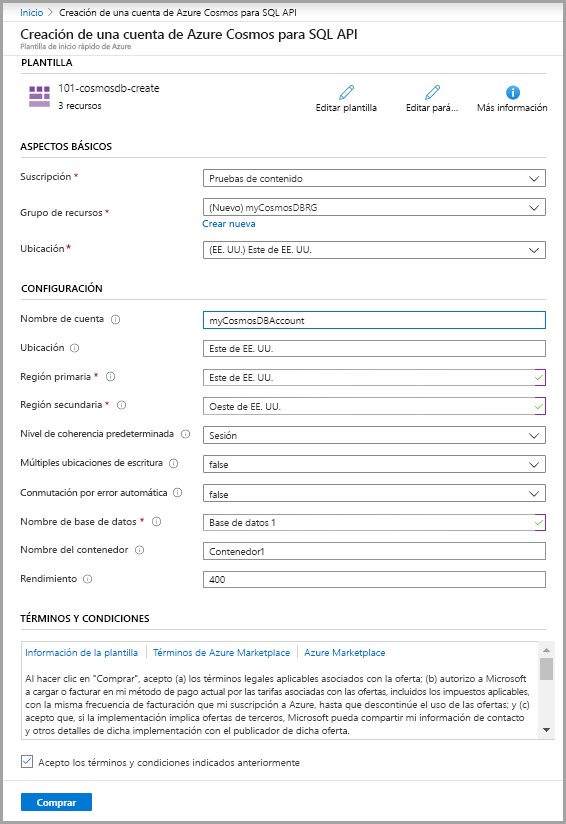 Inicio > Creación de una cuenta de Azure Cosmos para SQL API
Creación de una cuenta de Azure Cosmos para SQL API
Plantilla de inicio rápido de Azure
PLANTILLA
101-cosmosdb-create
3 recursos
Editar plantilla
Editar pará...
Más información
ASPECTOS BÁSICOS
Suscripción *
Pruebas de contenido
Grupo de recursos *
(Nuevo) myCosmosDBRG
Crear nueva
Ubicación *
(EE. UU.) Este de EE. UU.
CONFIGURACIÓN
Nombre de cuenta
myCosmosDBAccount
Ubicación
Este de EE. UU.
Región primaria *
Este de EE. UU.
Región secundaria *
Oeste de EE. UU.
Nivel de coherencia predeterminada
Sesión
Múltiples ubicaciones de escritura
false
Conmutación por error automática
false
Nombre de base de datos *
Base de datos 1
Nombre del contenedor
Contenedor1
Rendimiento
400
TÉRMINOS Y CONDICIONES
Información de la plantilla | Términos de Azure Marketplace | Azure Marketplace
Al hacer clic en "Comprar", acepto (a) los términos legales aplicables asociados con la oferta; (b) autorizo a Microsoft
a cargar o facturar en mi método de pago actual por las tarifas asociadas con las ofertas, incluidos los impuestos aplicables,
con la misma frecuencia de facturación que mi suscripción a Azure, hasta que descontinúe el uso de las ofertas; y (c)
acepto que, si la implementación implica ofertas de terceros, Microsoft pueda compartir mi información de contacto
y otros detalles de dicha implementación con el publicador de dicha oferta.
Acepto los términos y condiciones indicados anteriormente
Comprar